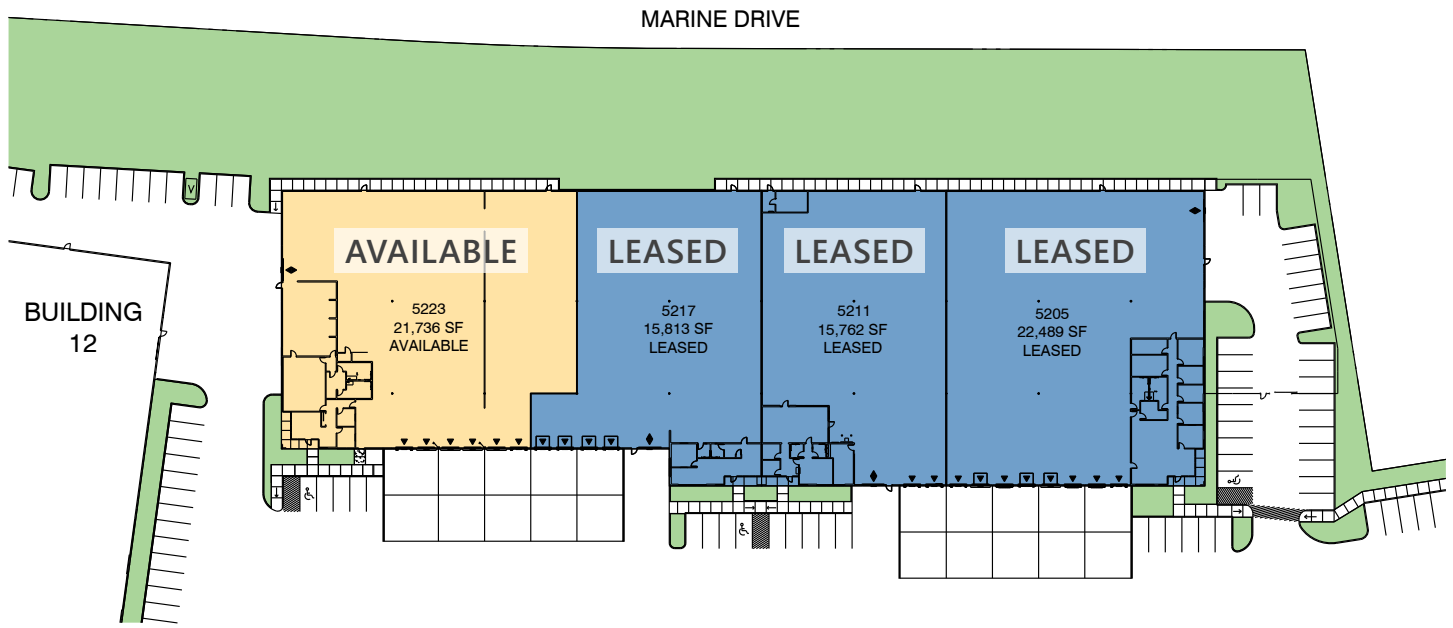 MARINE DRIVE
V
AVAILABLE
LEASED
LEASED
LEASED
5223
21,736 SF
AVAILABLE
5217
15,813 SF
LEASED
5211
15,762 SF
LEASED
5205
22,489 SF
LEASED
BUILDING
12